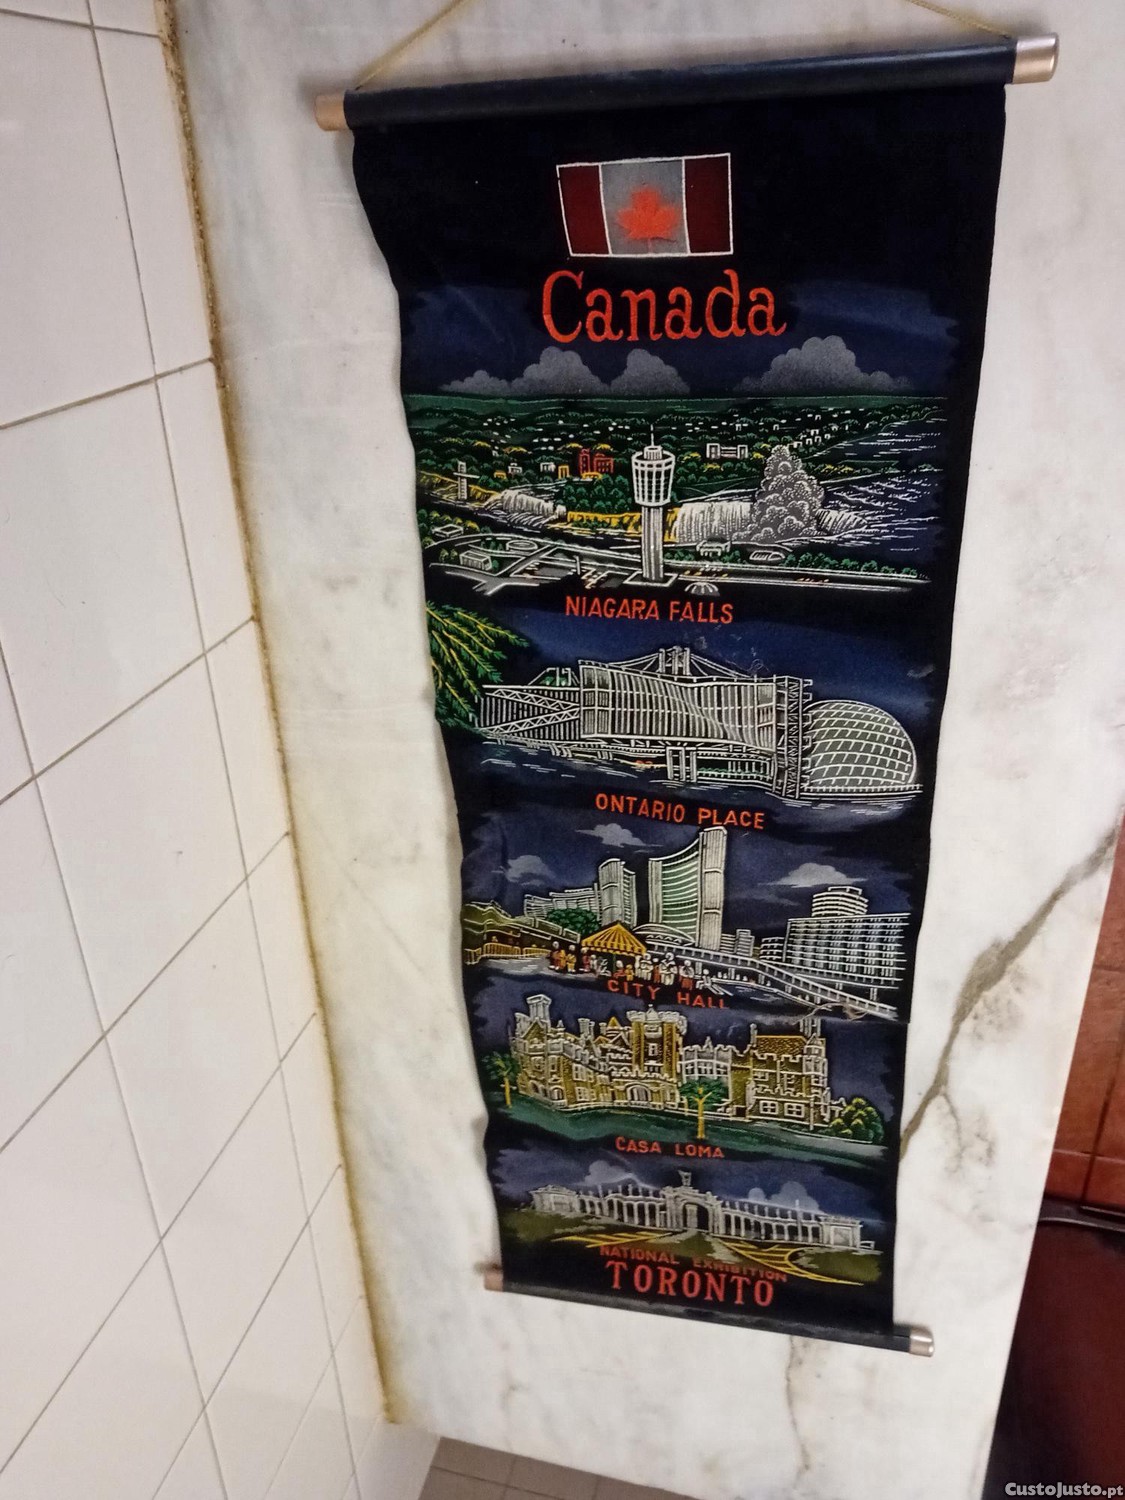 Canada
NIAGARA FALLS
ONTARIO PLACE
CITY HALL
CASA LOMA
NATIONAL EXHIBITION
TORONTO
CustoJusto.pt